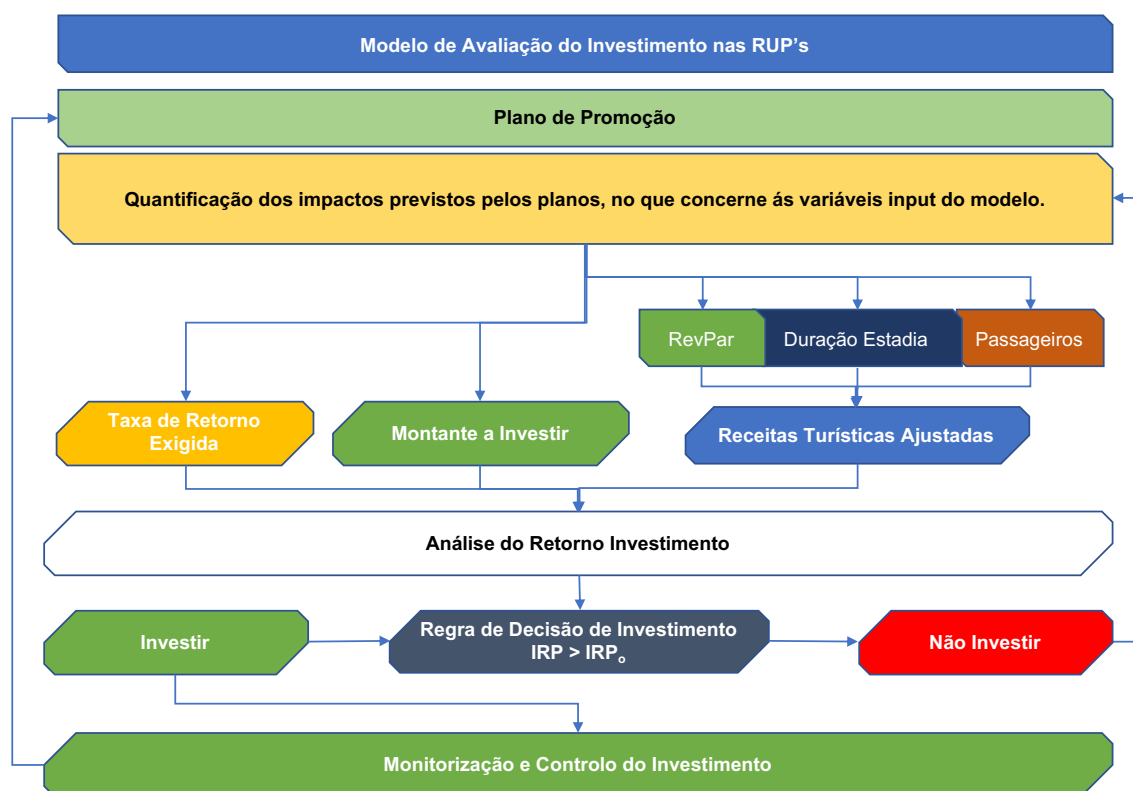 Modelo de Avaliação do Investimento nas RUP's
Plano de Promoção
Quantificação dos impactos previstos pelos planos, no que concerne ás variáveis input do modelo.
RevPar
Duração Estadia
Passageiros
Taxa de Retorno
Exigida
Montante a Investir
Receitas Turísticas Ajustadas
Análise do Retorno Investimento
Investir
Regra de Decisão de Investimento
IRP > IRPₒ
Não Investir
Monitorização e Controlo do Investimento